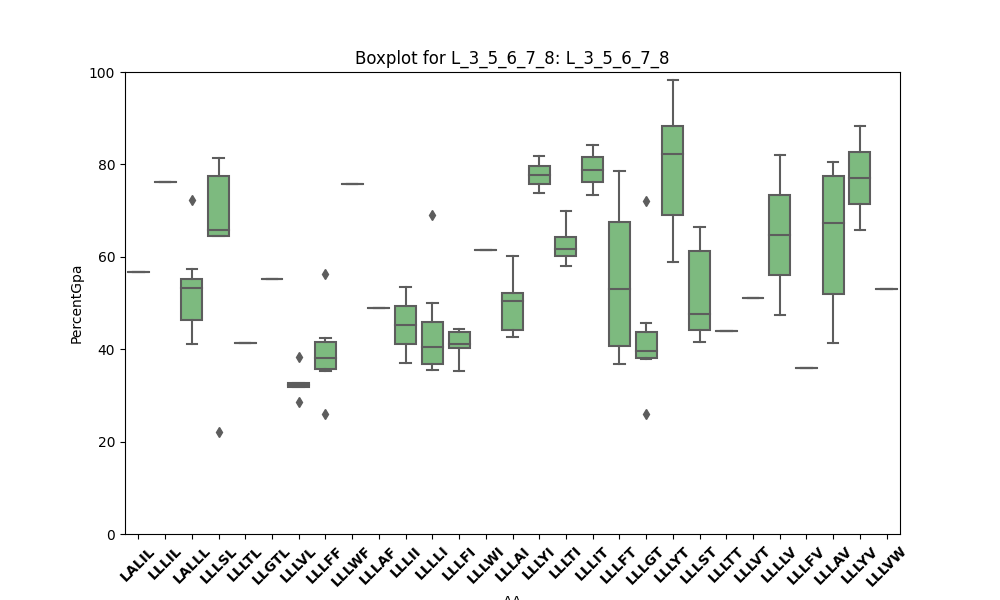 Boxplot for L_3_5_6_7_8: L_3_5_6_7_8
PercentGpa
100
80
60
40
20
0
LALIL LLLIL LALLL LLLSL LLLTL LLGTL LLLVL LLLFF LLLWF LLLAF LLLII LLLLI LLLFI LLLWI LLLAI LLLYI LLLTI LLLIT LLLFT LLLGT LLLYT LLLST LLLTT LLLVT LLLLV LLLFV LLLAV LLLYV LLLVW
AA